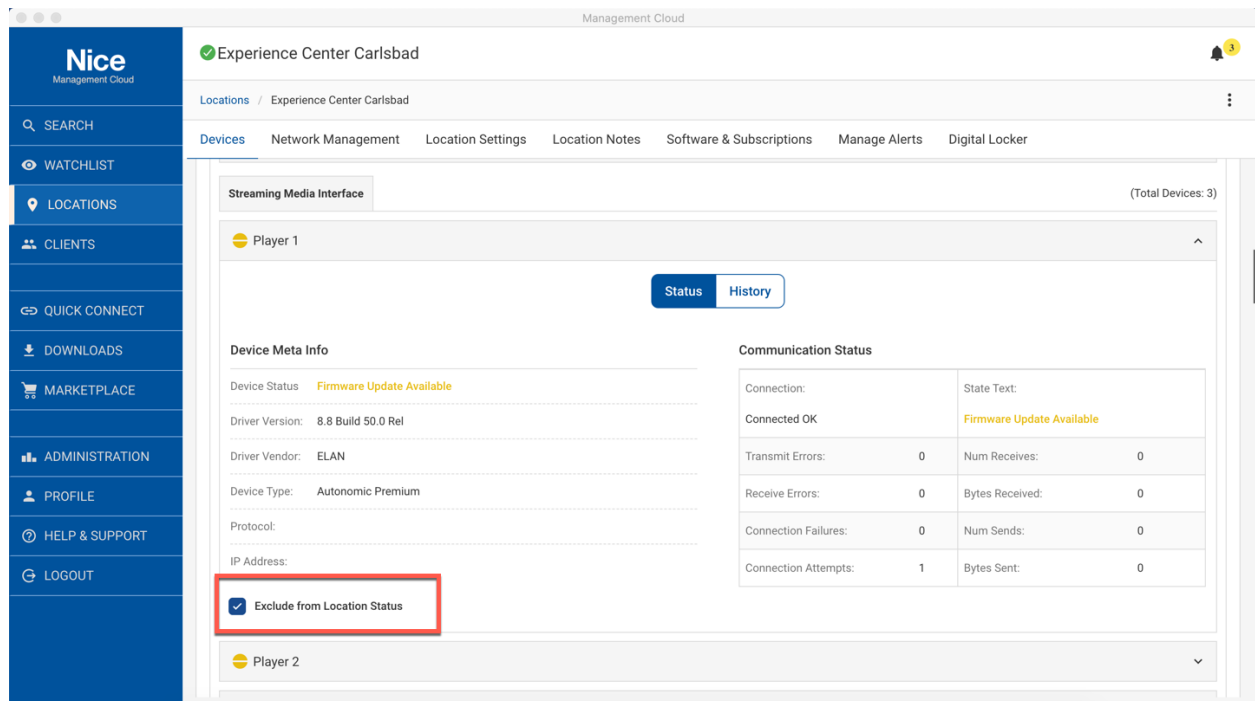 Management Cloud
Nice
Management Cloud
SEARCH
WATCHLIST
LOCATIONS
CLIENTS
QUICK CONNECT
DOWNLOADS
MARKETPLACE
ADMINISTRATION
PROFILE
HELP & SUPPORT
LOGOUT
Experience Center Carlsbad
3
Locations / Experience Center Carlsbad
Devices Network Management Location Settings Location Notes Software & Subscriptions Manage Alerts Digital Locker
Streaming Media Interface (Total Devices: 3)
Player 1
Status History
Device Meta Info
Device Status Firmware Update Available
Driver Version: 8.8 Build 50.0 Rel
Driver Vendor: ELAN
Device Type: Autonomic Premium
Protocol:
IP Address:
Exclude from Location Status
Communication Status
Connection: State Text:
Connected OK Firmware Update Available
Transmit Errors: 0 Num Receives: 0
Receive Errors: 0 Bytes Received: 0
Connection Failures: 0 Num Sends: 0
Connection Attempts: 1 Bytes Sent: 0
Player 2